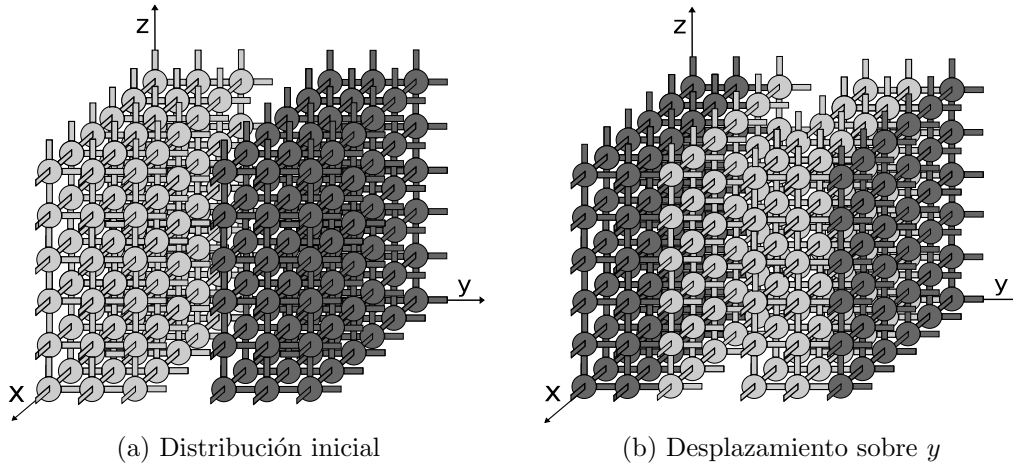 z
z
y
y
x
x
(a) Distribución inicial
(b) Desplazamiento sobre y